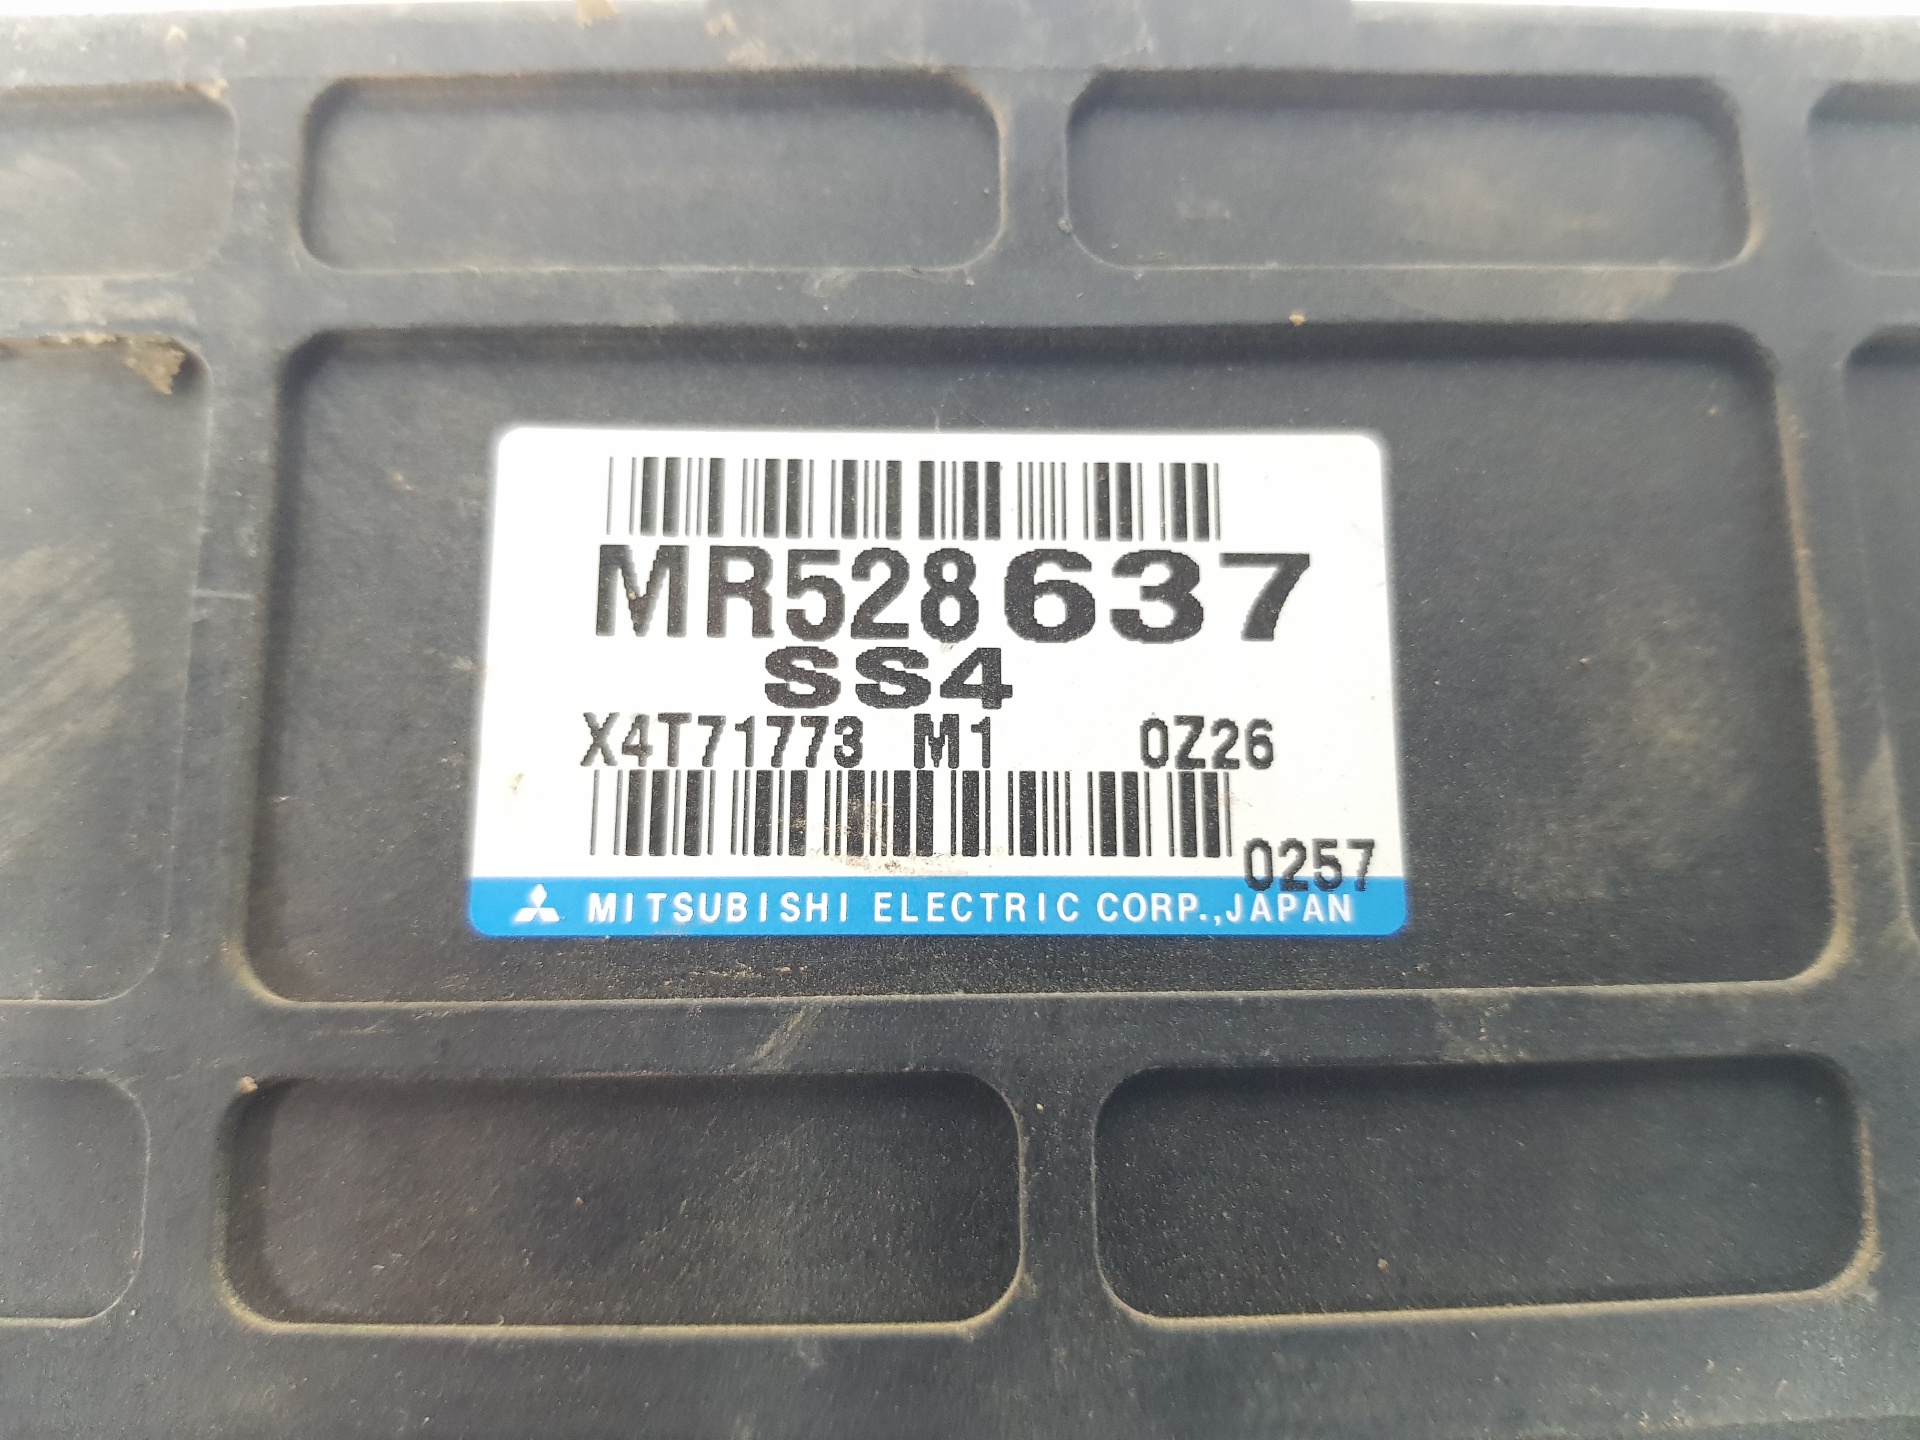 MR528637
SS4
X4T71773 M1 0Z26
0257
MITSUBISHI ELECTRIC CORP.,JAPAN